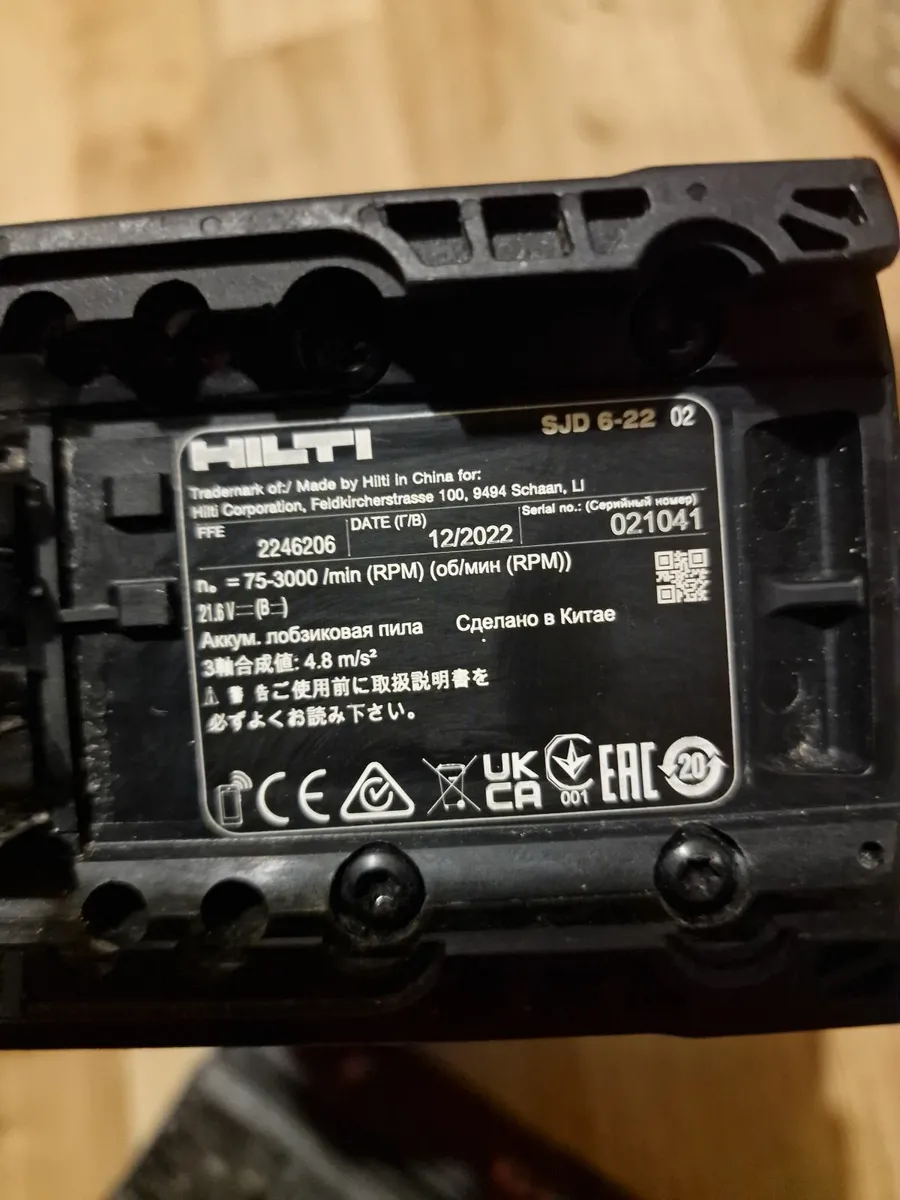 HILTI
SJD 6-22 02
Trademark of:/ Made by Hilti in China for:
Hilti Corporation, Feldkircherstrasse 100, 9494 Schaan, LI
FFE 2246206
DATE (Г/В) 12/2022
Serial no.: (Серийный номер) 021041
n₀ = 75-3000 /min (RPM) (об/мин (RPM))
21.6 V⎓ (В⎓)
Аккум. лобзиковая пила Сделано в Китае
3軸合成値: 4.8 m/s²
⚠ 警 告ご使用前に取扱説明書を
必ずよくお読み下さい。
CE UKCA 001 EAC 20